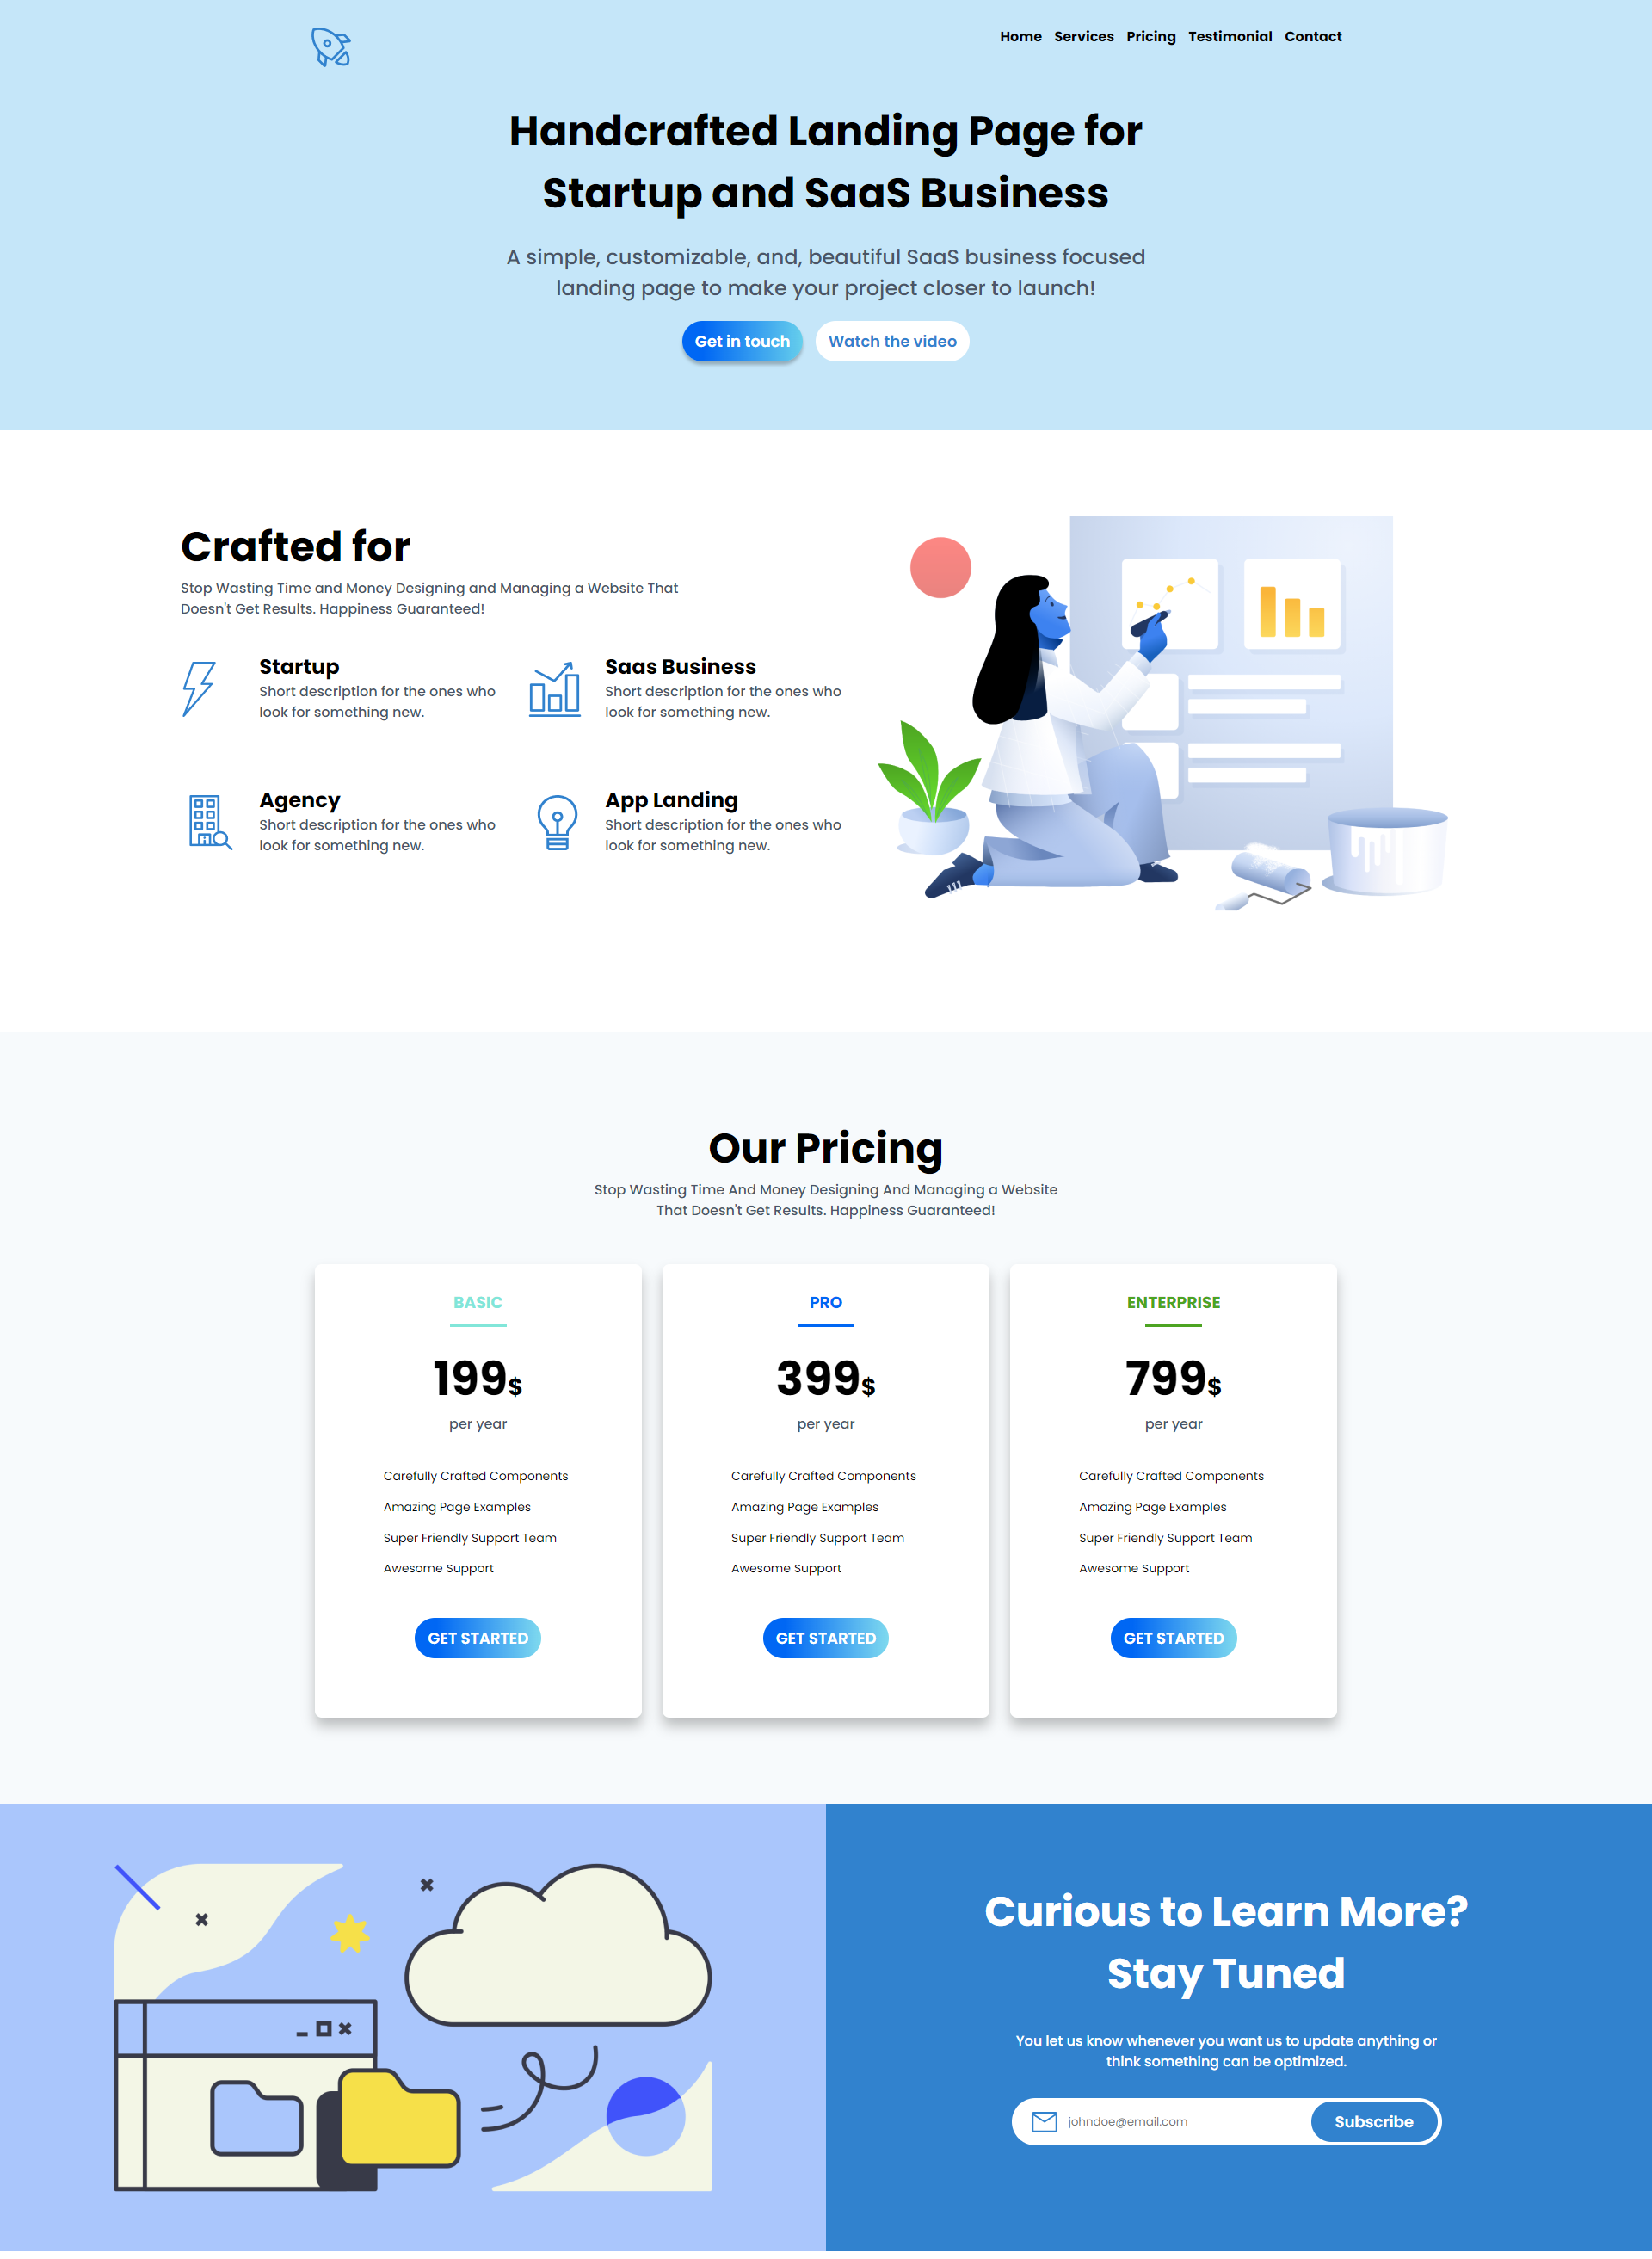 Home Services Pricing Testimonial Contact
Handcrafted Landing Page for
Startup and SaaS Business
A simple, customizable, and, beautiful SaaS business focused
landing page to make your project closer to launch!
Get in touch Watch the video
Crafted for
Stop Wasting Time and Money Designing and Managing a Website That
Doesn't Get Results. Happiness Guaranteed!
Startup
Short description for the ones who
look for something new.
Saas Business
Short description for the ones who
look for something new.
Agency
Short description for the ones who
look for something new.
App Landing
Short description for the ones who
look for something new.
Our Pricing
Stop Wasting Time And Money Designing And Managing a Website
That Doesn't Get Results. Happiness Guaranteed!
BASIC
199$
per year
Carefully Crafted Components
Amazing Page Examples
Super Friendly Support Team
Awesome Support
GET STARTED
PRO
399$
per year
Carefully Crafted Components
Amazing Page Examples
Super Friendly Support Team
Awesome Support
GET STARTED
ENTERPRISE
799$
per year
Carefully Crafted Components
Amazing Page Examples
Super Friendly Support Team
Awesome Support
GET STARTED
Curious to Learn More?
Stay Tuned
You let us know whenever you want us to update anything or
think something can be optimized.
johndoe@email.com Subscribe